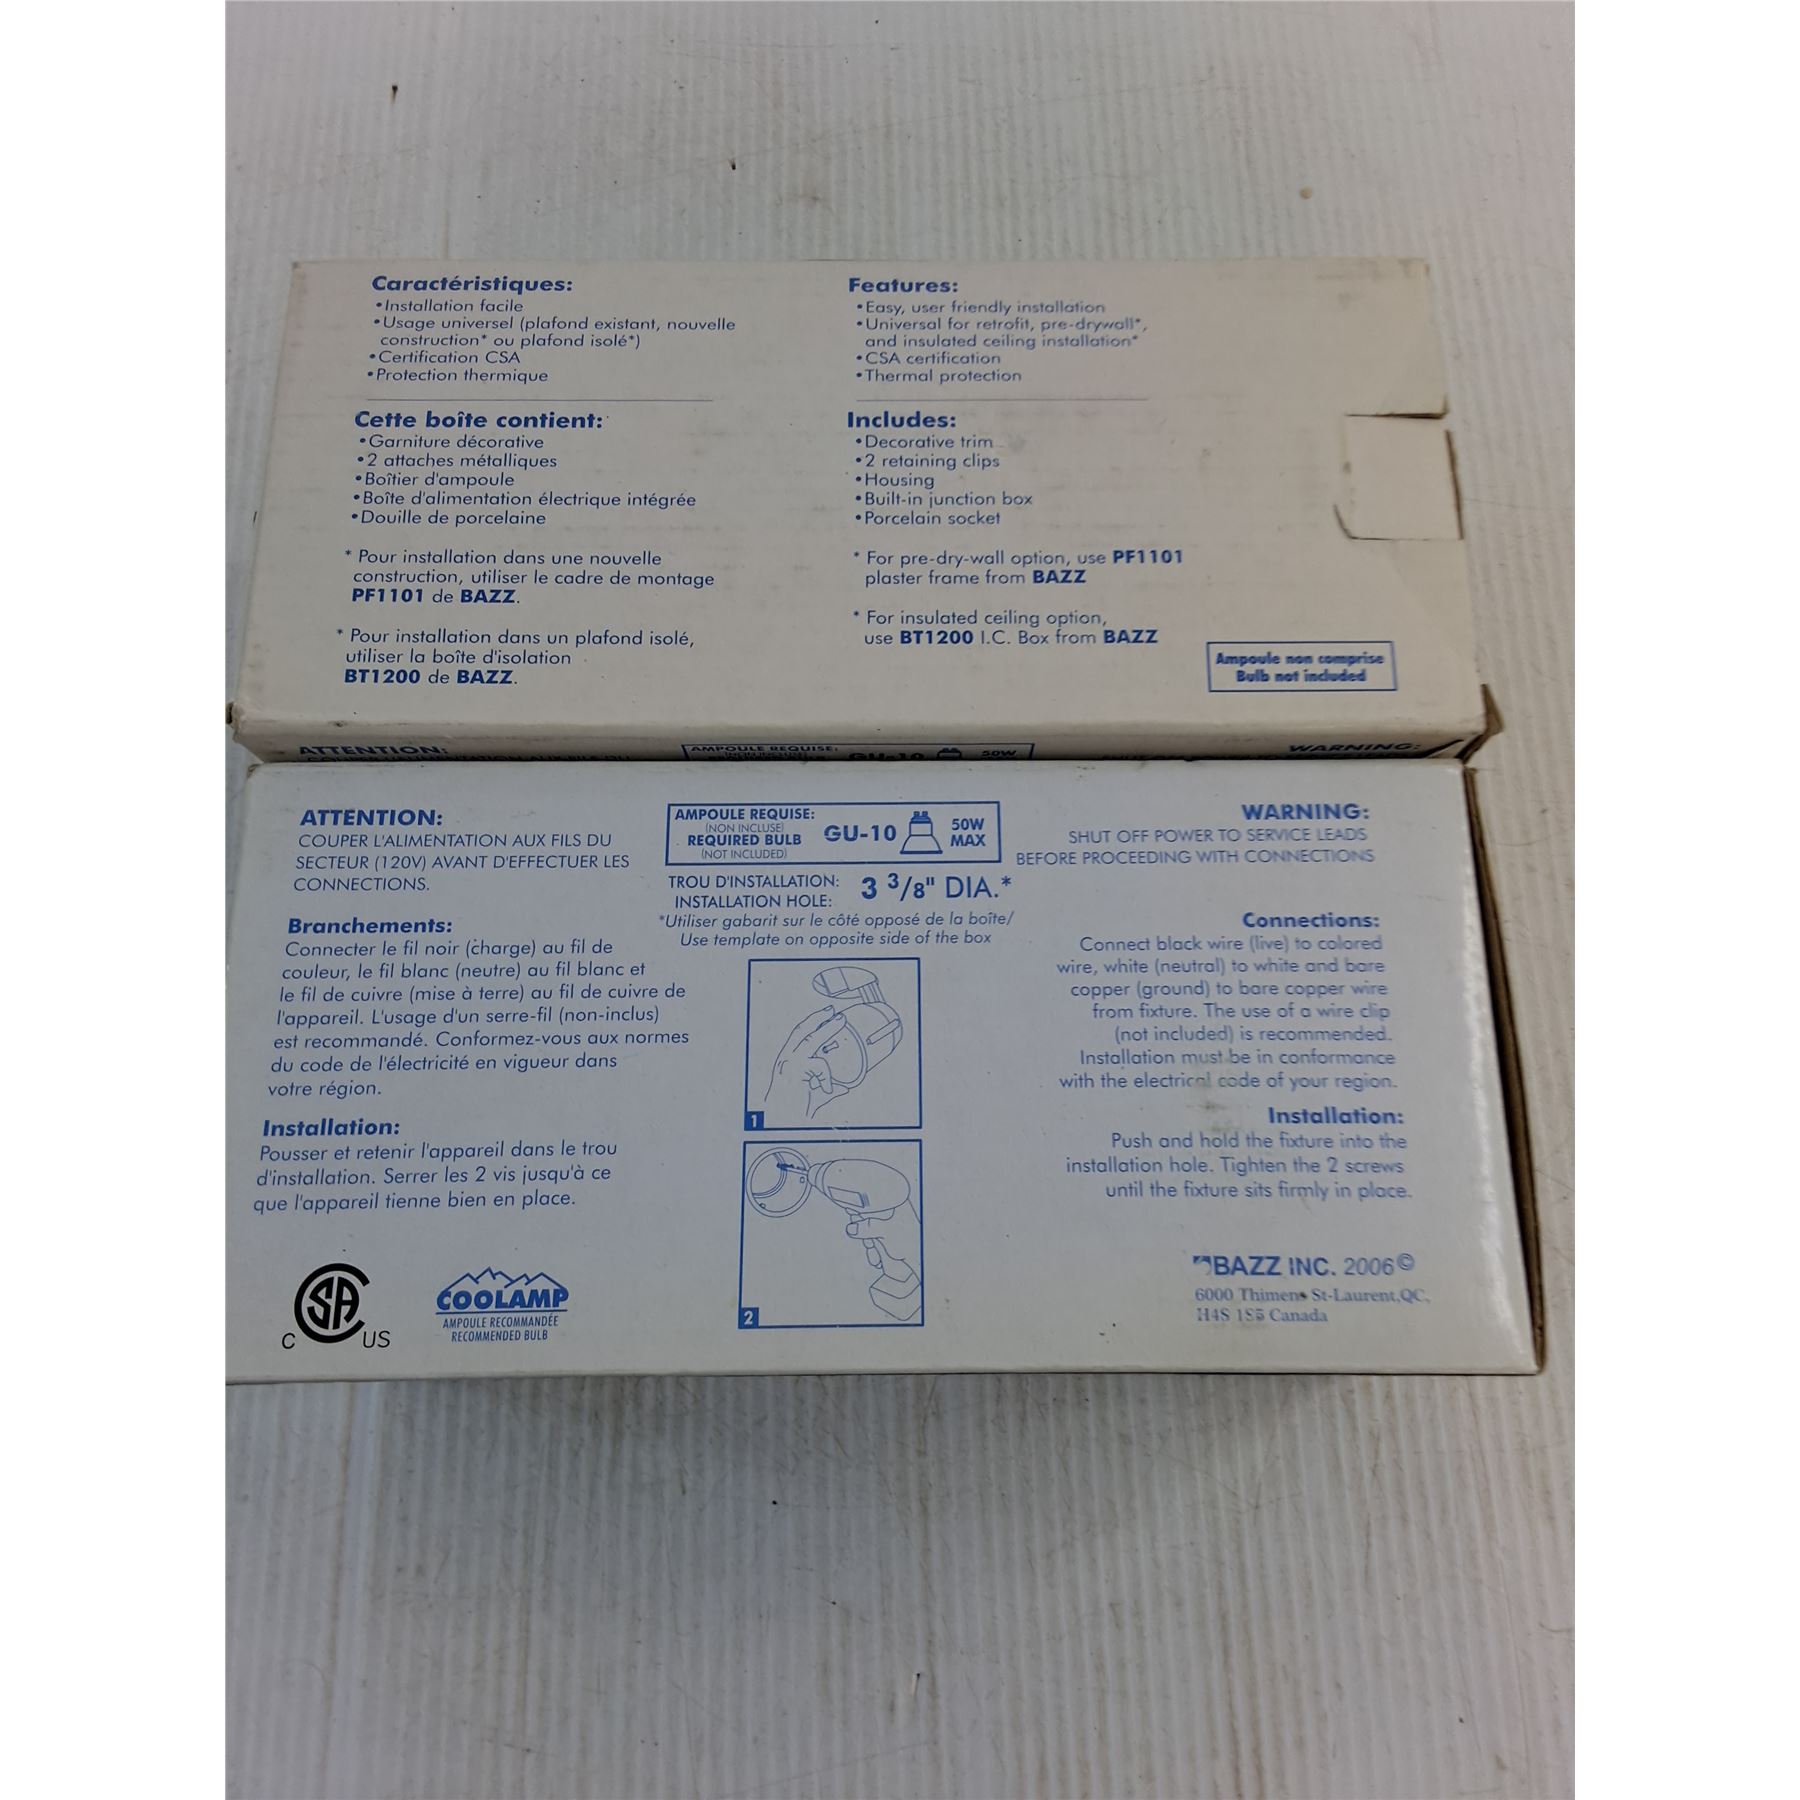 Caractéristiques:
•Installation facile
•Usage universel (plafond existant, nouvelle
construction* ou plafond isolé*)
•Certification CSA
•Protection thermique
Cette boîte contient:
•Garniture décorative
•2 attaches métalliques
•Boîtier d'ampoule
•Boîte d'alimentation électrique intégrée
•Douille de porcelaine
* Pour installation dans une nouvelle
construction, utiliser le cadre de montage
PF1101 de BAZZ.
* Pour installation dans un plafond isolé,
utiliser la boîte d'isolation
BT1200 de BAZZ.
Features:
•Easy, user friendly installation
•Universal for retrofit, pre-drywall*,
and insulated ceiling installation*
•CSA certification
•Thermal protection
Includes:
•Decorative trim
•2 retaining clips
•Housing
•Built-in junction box
•Porcelain socket
* For pre-dry-wall option, use PF1101
plaster frame from BAZZ
* For insulated ceiling option,
use BT1200 I.C. Box from BAZZ
Ampoule non comprise
Bulb not included
ATTENTION:
AMPOULE REQUISE:
GU-10
50W
WARNING:
ATTENTION:
COUPER L'ALIMENTATION AUX FILS DU
SECTEUR (120V) AVANT D'EFFECTUER LES
CONNECTIONS.
Branchements:
Connecter le fil noir (charge) au fil de
couleur, le fil blanc (neutre) au fil blanc et
le fil de cuivre (mise à terre) au fil de cuivre de
l'appareil. L'usage d'un serre-fil (non-inclus)
est recommandé. Conformez-vous aux normes
du code de l'électricité en vigueur dans
votre région.
Installation:
Pousser et retenir l'appareil dans le trou
d'installation. Serrer les 2 vis jusqu'à ce
que l'appareil tienne bien en place.
C SA US
COOLAMP
AMPOULE RECOMMANDÉE
RECOMMENDED BULB
AMPOULE REQUISE:
(NON INCLUSE)
REQUIRED BULB
(NOT INCLUDED)
GU-10
50W
MAX
TROU D'INSTALLATION:
INSTALLATION HOLE:
3 3/8" DIA.*
*Utiliser gabarit sur le côté opposé de la boîte/
Use template on opposite side of the box
1
2
WARNING:
SHUT OFF POWER TO SERVICE LEADS
BEFORE PROCEEDING WITH CONNECTIONS
Connections:
Connect black wire (live) to colored
wire, white (neutral) to white and bare
copper (ground) to bare copper wire
from fixture. The use of a wire clip
(not included) is recommended.
Installation must be in conformance
with the electrical code of your region.
Installation:
Push and hold the fixture into the
installation hole. Tighten the 2 screws
until the fixture sits firmly in place.
BAZZ INC. 2006©
6000 Thimens St-Laurent,QC,
H4S 1S5 Canada